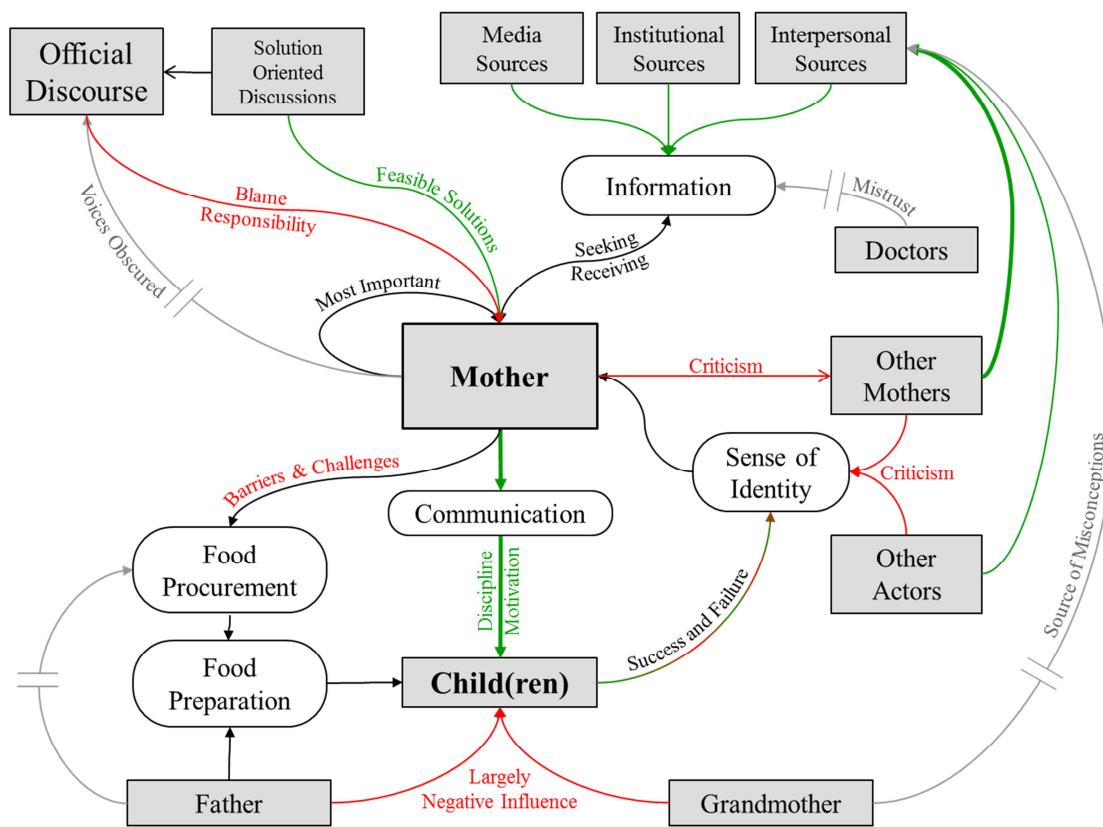 Official
Discourse
Solution
Oriented
Discussions
Media
Sources
Institutional
Sources
Interpersonal
Sources
Information
Mistrust
Doctors
Feasible Solutions
Blame
Responsibility
Voices Obscured
Seeking
Receiving
Most Important
Mother
Criticism
Other
Mothers
Sense of
Identity
Criticism
Barriers & Challenges
Communication
Food
Procurement
Discipline
Motivation
Other
Actors
Source of Misconceptions
Success and Failure
Food
Preparation
Child(ren)
Largely
Negative Influence
Father
Grandmother